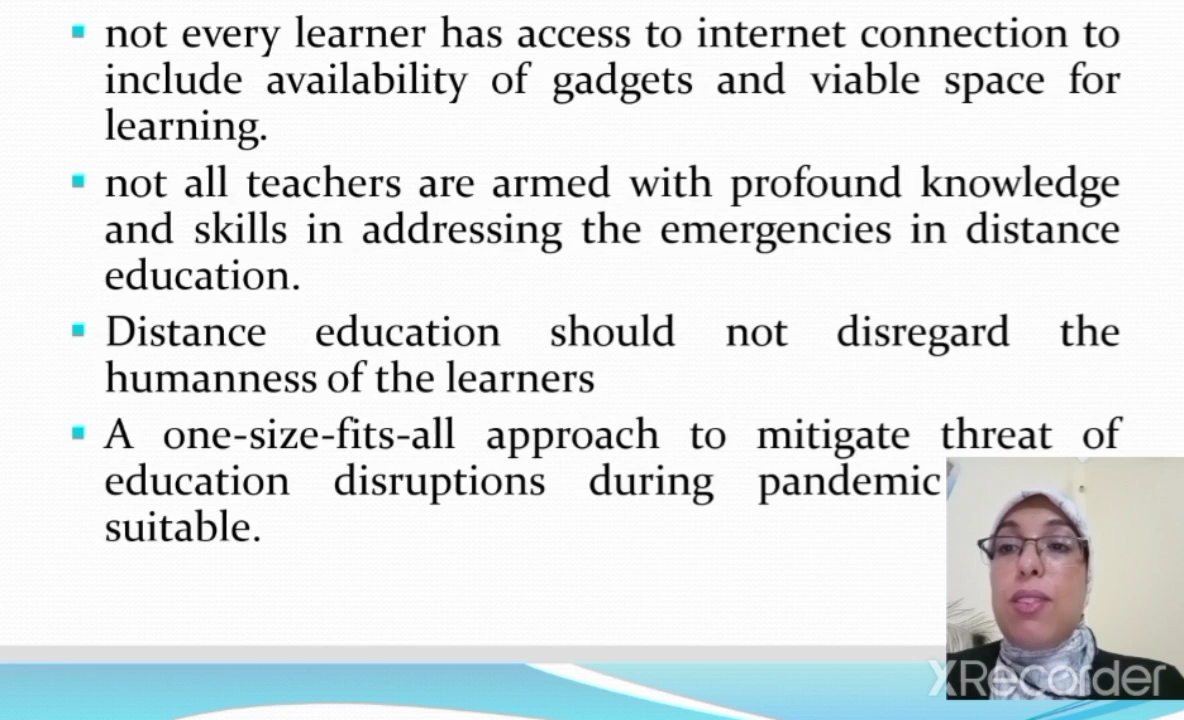 not every learner has access to internet connection to
include availability of gadgets and viable space for
learning.
not all teachers are armed with profound knowledge
and skills in addressing the emergencies in distance
education.
Distance education should not disregard the
humanness of the learners
A one-size-fits-all approach to mitigate threat of
education disruptions during pandemic
suitable.
XRecorder